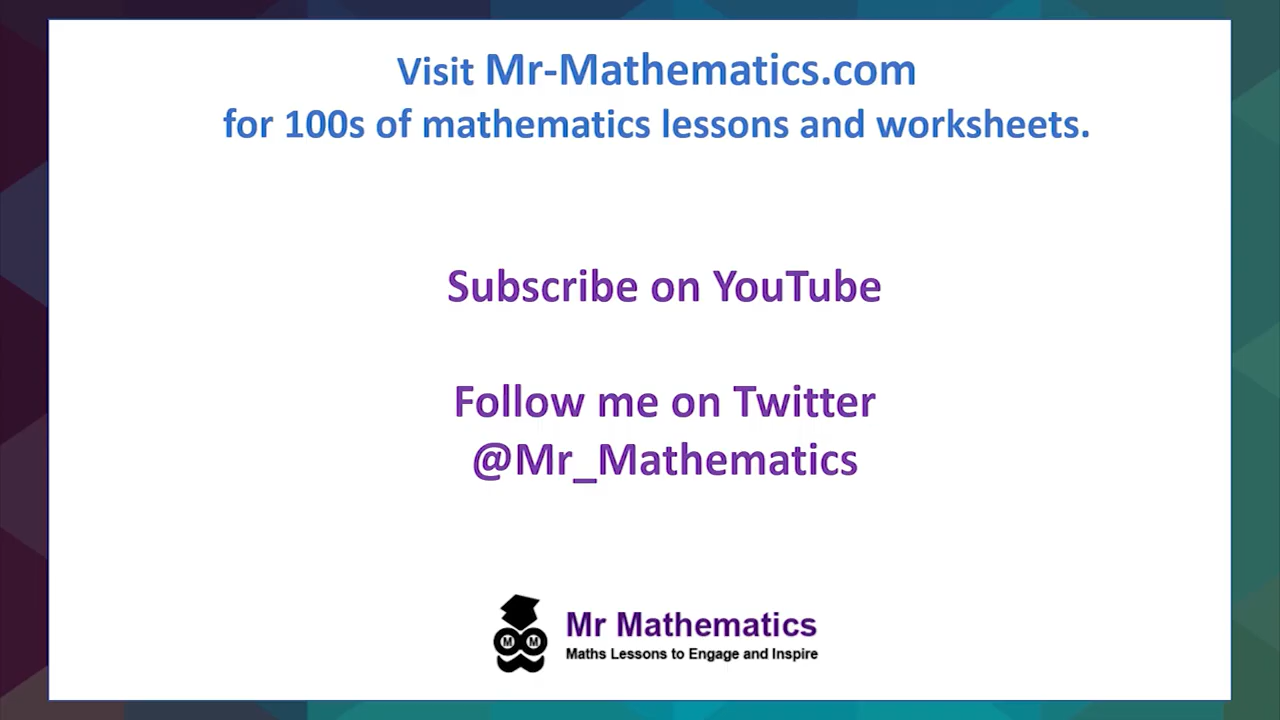 Visit Mr-Mathematics.com
for 100s of mathematics lessons and worksheets.
Subscribe on YouTube
Follow me on Twitter
@Mr_Mathematics
M M
Mr Mathematics
Maths Lessons to Engage and Inspire